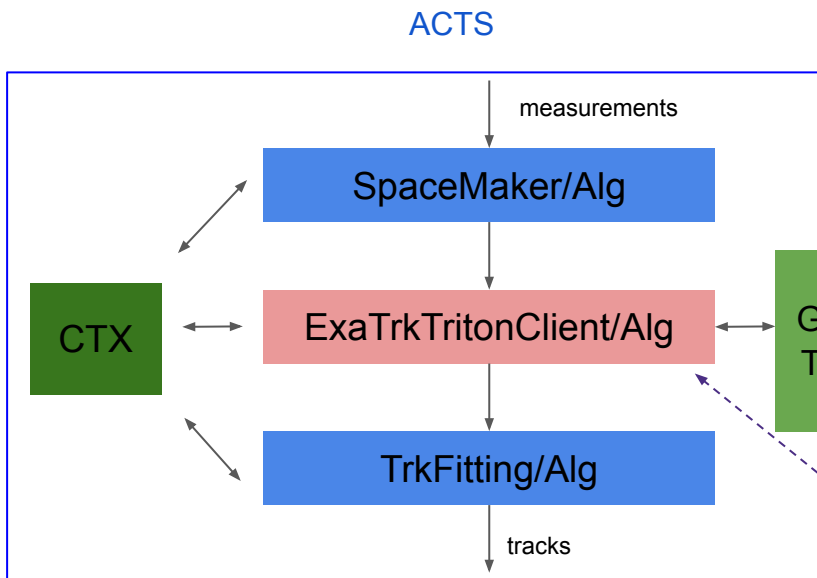 ACTS
measurements
SpaceMaker/Alg
CTX
ExaTrkTritonClient/Alg
TrkFitting/Alg
tracks